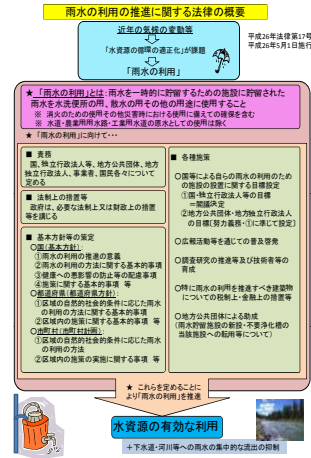 雨水の利用の推進に関する法律の概要
平成26年法律第17号
平成26年5月1日施行
近年の気候の変動等
「水資源の循環の適正化」が課題
「雨水の利用」
★「雨水の利用」とは:雨水を一時的に貯留するための施設に貯留された
雨水を水洗便所の用、散水の用その他の用途に使用すること
※ 消火のための使用その他災害時における使用に備えての確保を含む
※ 水道・農業用水路・工業用水道の原水としての使用は除く
★「雨水の利用」に向けて・・・
■ 責務
国、独立行政法人等、地方公共団体、地方
独立行政法人、事業者、国民各々について
定める
■ 法制上の措置等
政府は、必要な法制上又は財政上の措置
等を講じる
■ 基本方針等の策定
○国(基本方針):
①雨水の利用の推進の意義
②雨水の利用の方法に関する基本的事項
③健康への悪影響の防止等の配慮事項
④施策に関する基本的事項 等
○都道府県(都道府県方針):
①区域の自然的社会的条件に応じた雨水
の利用の方法に関する基本的事項
②区域内の施策に関する基本的事項 等
○市町村(市町村計画):
①区域の自然的社会的条件に応じた雨水
の利用の方法
②区域内の施策の実施に関する事項 等
■ 各種施策
○国等による自らの雨水の利用のため
の施設の設置に関する目標設定
①国・独立行政法人等の目標
=閣議決定
②地方公共団体・地方独立行政法人
の目標[努力義務・①に準じて設定]
○広報活動等を通じての普及啓発
○調査研究の推進等及び技術者等の
育成
○特に雨水の利用を推進すべき建築物
についての税制上・金融上の措置等
○地方公共団体による助成
(雨水貯留施設の新設・不要浄化槽の
当該施設への転用等について)
★ これらを定めることに
より「雨水の利用」を推進
水資源の有効な利用
+下水道・河川等への雨水の集中的な流出の抑制